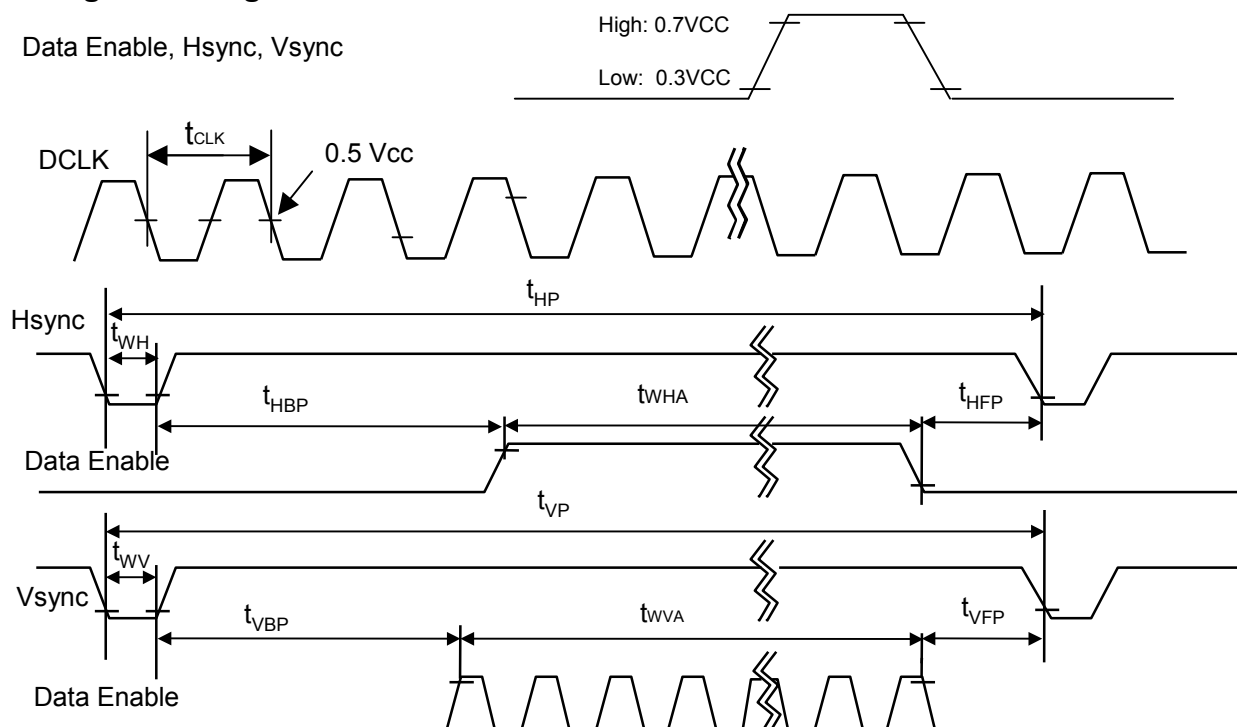 Data Enable, Hsync, Vsync
High: 0.7VCC
Low: 0.3VCC
tCLK
DCLK
0.5 Vcc
tHP
Hsync
tWH
tHBP
tWHA
tHFP
Data Enable
tVP
tWV
Vsync
tVBP
tWVA
tVFP
Data Enable